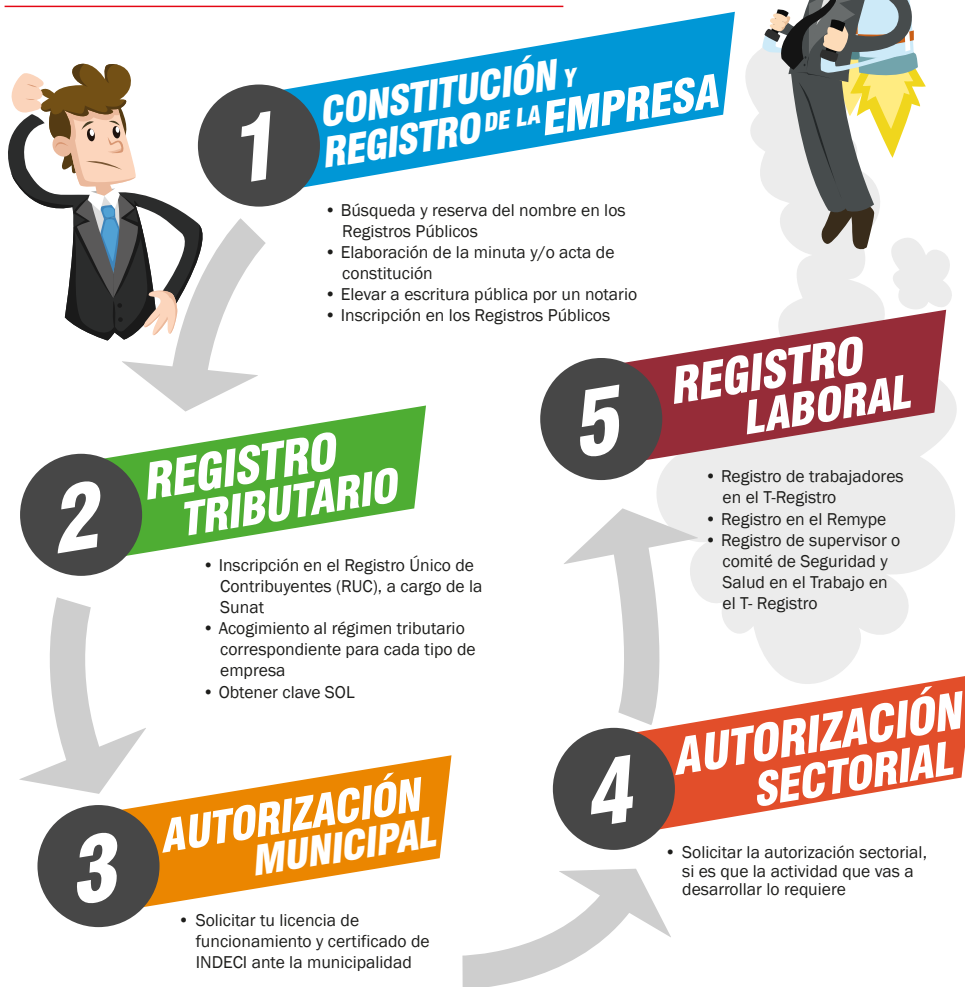 1
CONSTITUCIÓN Y
REGISTRO DE LA EMPRESA
• Búsqueda y reserva del nombre en los
Registros Públicos
• Elaboración de la minuta y/o acta de
constitución
• Elevar a escritura pública por un notario
• Inscripción en los Registros Públicos
2
REGISTRO
TRIBUTARIO
• Inscripción en el Registro Único de
Contribuyentes (RUC), a cargo de la
Sunat
• Acogimiento al régimen tributario
correspondiente para cada tipo de
empresa
• Obtener clave SOL
3
AUTORIZACIÓN
MUNICIPAL
• Solicitar tu licencia de
funcionamiento y certificado de
INDECI ante la municipalidad
4
AUTORIZACIÓN
SECTORIAL
• Solicitar la autorización sectorial,
si es que la actividad que vas a
desarrollar lo requiere
5
REGISTRO
LABORAL
• Registro de trabajadores
en el T-Registro
• Registro en el Remype
• Registro de supervisor o
comité de Seguridad y
Salud en el Trabajo en
el T- Registro